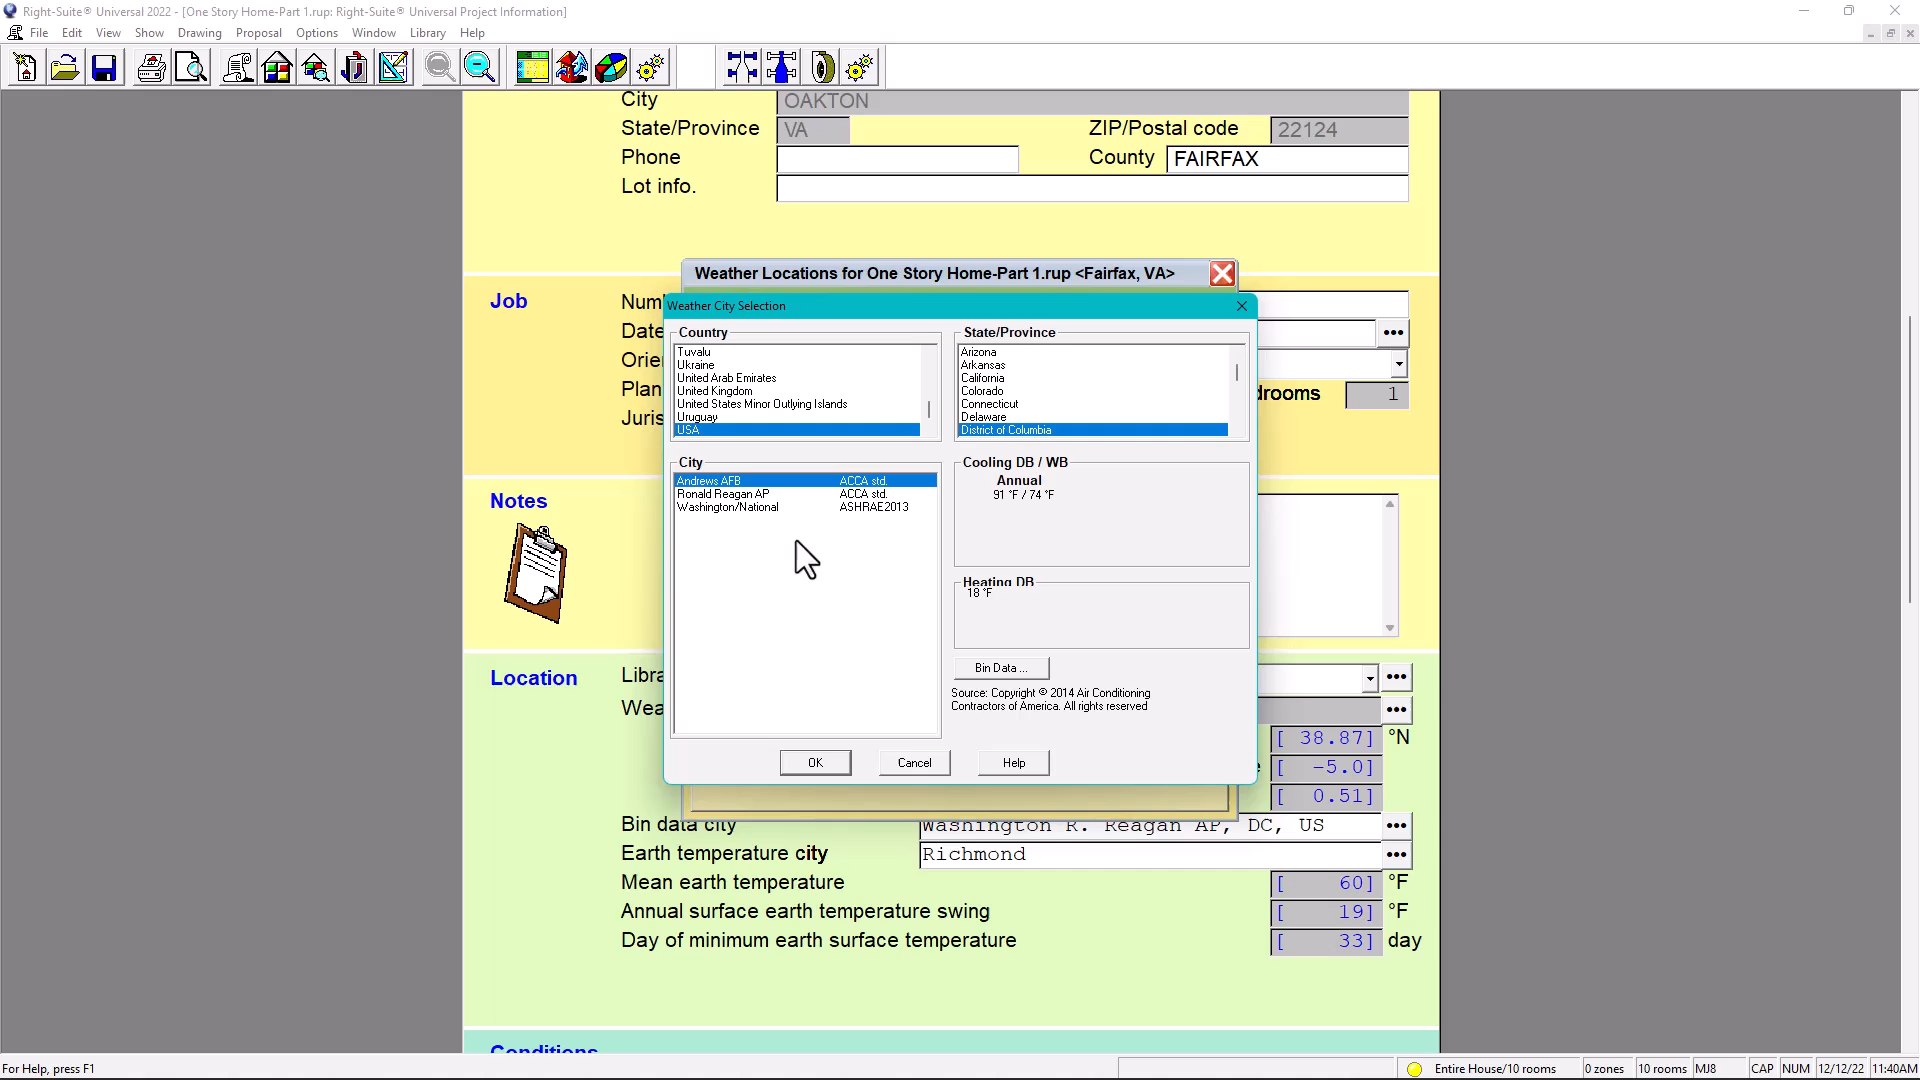 Right-Suite® Universal 2022 - [One Story Home-Part 1.rup: Right-Suite® Universal Project Information]
File Edit View Show Drawing Proposal Options Window Library Help
City OAKTON
State/Province VA ZIP/Postal code 22124
Phone County FAIRFAX
Lot info.
Weather Locations for One Story Home-Part 1.rup <Fairfax, VA>
Job
Date
Plan
drooms 1
Weather City Selection
Country
Tuvalu
Ukraine
United Arab Emirates
United Kingdom
United States Minor Outlying Islands
Uruguay
USA
State/Province
Arizona
Arkansas
California
Colorado
Connecticut
Delaware
District of Columbia
City
Andrews AFB ACCA std.
Ronald Reagan AP ACCA std.
Washington/National ASHRAE2013
Cooling DB / WB
Annual
91 °F / 74 °F
Heating DB
18 °F
Bin Data ...
Source: Copyright © 2014 Air Conditioning
Contractors of America. All rights reserved
OK Cancel Help
Notes
Location
[ 38.87] °N
[ -5.0]
[ 0.51]
Bin data city Washington R. Reagan AP, DC, US
Earth temperature city Richmond
Mean earth temperature [ 60] °F
Annual surface earth temperature swing [ 19] °F
Day of minimum earth surface temperature [ 33] day
Conditions
For Help, press F1 Entire House/10 rooms 0 zones 10 rooms MJ8 CAP NUM 12/12/22 11:40AM